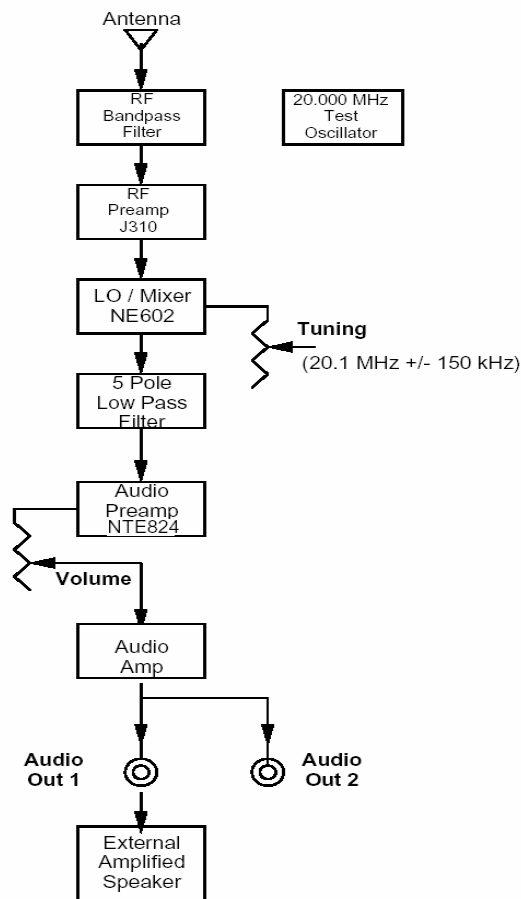 Antenna
RF
Bandpass
Filter
20.000 MHz
Test
Oscillator
RF
Preamp
J310
LO / Mixer
NE602
Tuning
(20.1 MHz +/- 150 kHz)
5 Pole
Low Pass
Filter
Audio
Preamp
NTE824
Volume
Audio
Amp
Audio
Out 1
Audio
Out 2
External
Amplified
Speaker